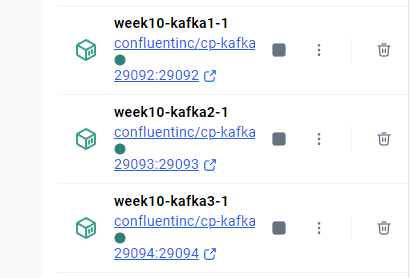 week10-kafka1-1
confluentinc/cp-kafka
29092:29092
week10-kafka2-1
confluentinc/cp-kafka
29093:29093
week10-kafka3-1
confluentinc/cp-kafka
29094:29094